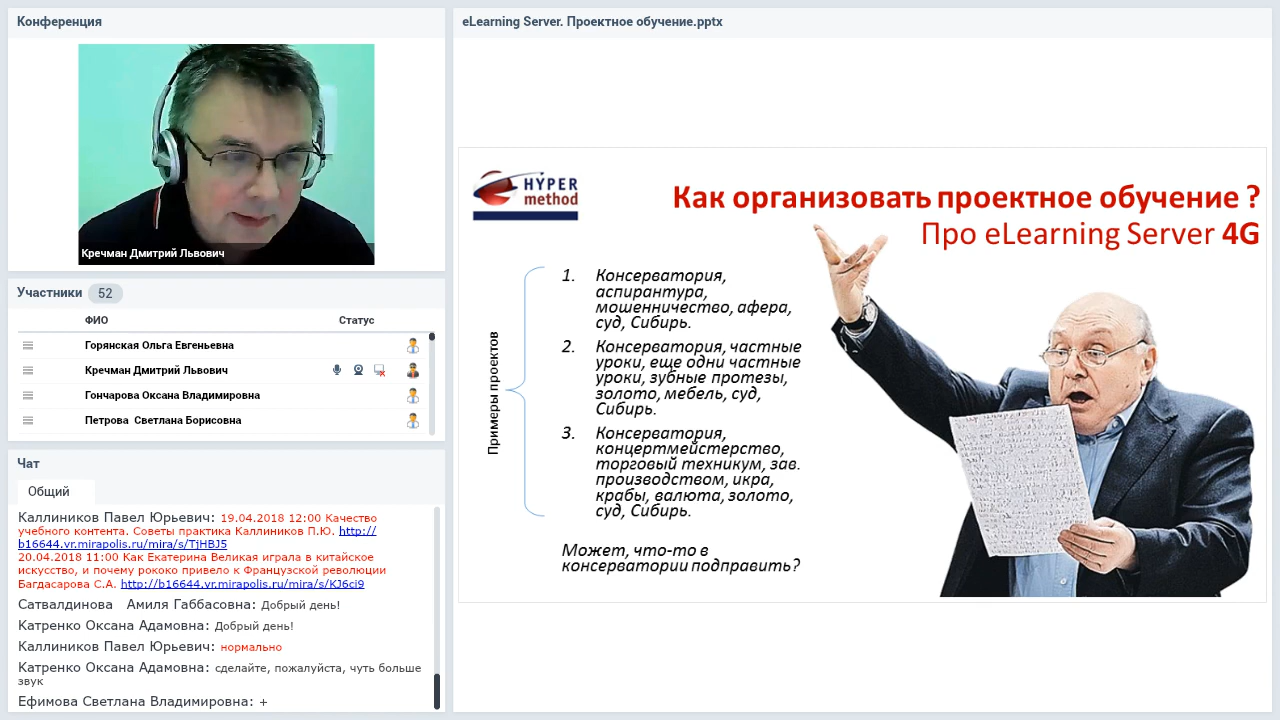 Конференция
Кречман Дмитрий Львович
Участники 52
ФИО Статус
Горянская Ольга Евгеньевна
Кречман Дмитрий Львович
Гончарова Оксана Владимировна
Петрова Светлана Борисовна
Чат
Общий
Каллиников Павел Юрьевич: 19.04.2018 12:00 Качество
учебного контента. Советы практика Каллиников П.Ю. http://
b16644.vr.mirapolis.ru/mira/s/TjHBJ5
20.04.2018 11:00 Как Екатерина Великая играла в китайское
искусство, и почему рококо привело к Французской революции
Багдасарова С.А. http://b16644.vr.mirapolis.ru/mira/s/KJ6ci9
Сатвалдинова Амиля Габбасовна: Добрый день!
Катренко Оксана Адамовна: Добрый день!
Каллиников Павел Юрьевич: нормально
Катренко Оксана Адамовна: сделайте, пожалуйста, чуть больше
звук
Ефимова Светлана Владимировна: +
eLearning Server. Проектное обучение.pptx
HYPER
method
Как организовать проектное обучение ?
Про eLearning Server 4G
Примеры проектов
1. Консерватория,
аспирантура,
мошенничество, афера,
суд, Сибирь.
2. Консерватория, частные
уроки, еще одни частные
уроки, зубные протезы,
золото, мебель, суд,
Сибирь.
3. Консерватория,
концертмейстерство,
торговый техникум, зав.
производством, икра,
крабы, валюта, золото,
суд, Сибирь.
Может, что-то в
консерватории подправить?